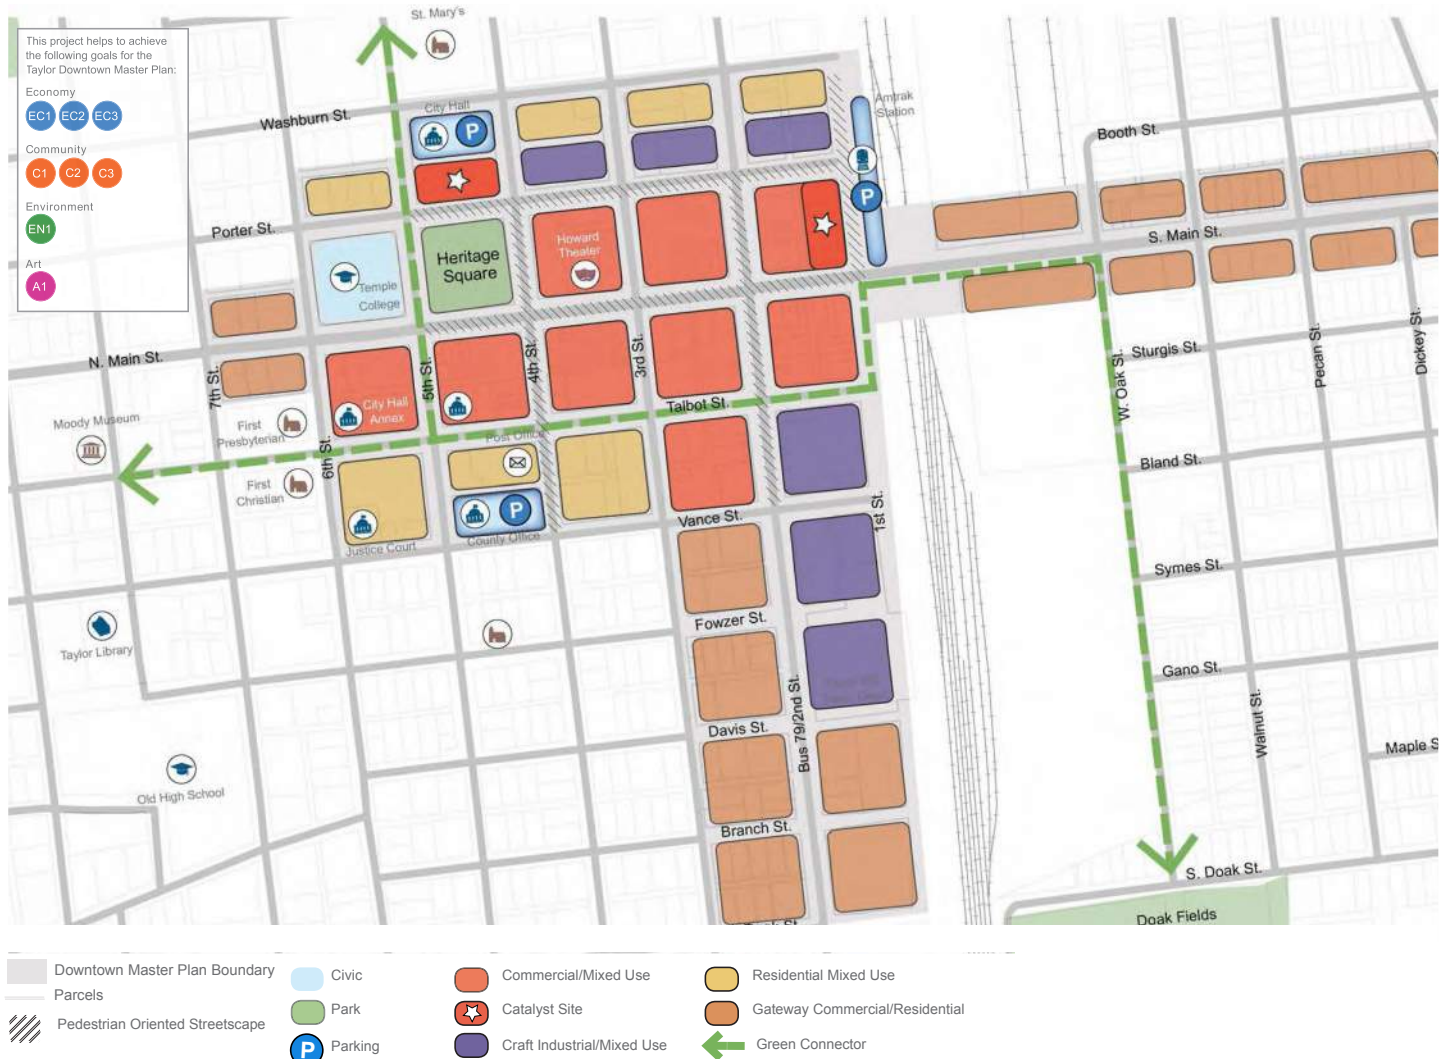 St. Mary's
This project helps to achieve
the following goals for the
Taylor Downtown Master Plan:
Economy
EC1 EC2 EC3
Community
C1 C2 C3
Environment
EN1
Art
A1
Washburn St.
City Hall
P
Amtrak
Station
P
Booth St.
Porter St.
S. Main St.
Heritage
Square
Howard
Theater
Temple
College
N. Main St.
7th St.
5th St.
4th St.
3rd St.
Sturgis St.
W. Oak St.
Pecan St.
Dickey St.
City Hall
Annex
Talbot St.
Moody Museum
First
Presbyterian
6th St.
Post Office
First
Christian
P
Bland St.
Vance St.
1st St.
Justice Court
County Office
Symes St.
Fowzer St.
Taylor Library
Gano St.
Bus 79/2nd St.
Walnut St.
Davis St.
Maple S
Old High School
Branch St.
S. Doak St.
Doak Fields
Downtown Master Plan Boundary
Parcels
Pedestrian Oriented Streetscape
Civic
Park
P Parking
Commercial/Mixed Use
Catalyst Site
Craft Industrial/Mixed Use
Residential Mixed Use
Gateway Commercial/Residential
Green Connector